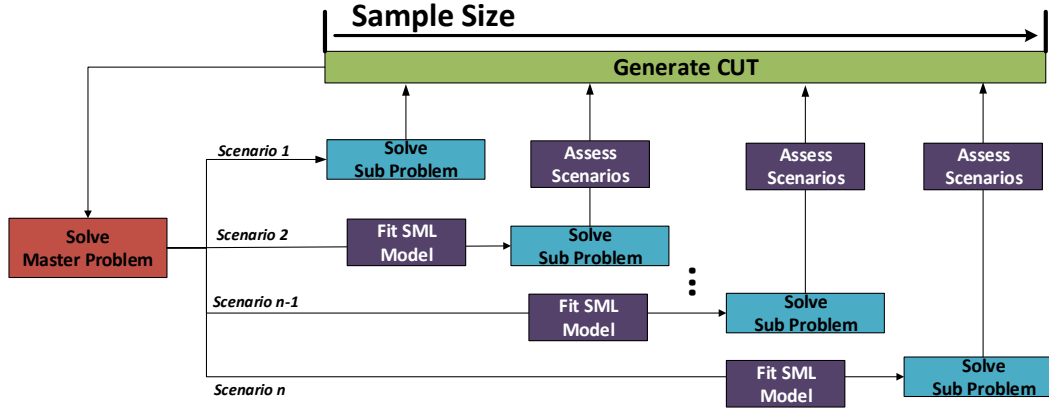 Sample Size
Generate CUT
Scenario 1
Solve
Sub Problem
Assess
Scenarios
Assess
Scenarios
Assess
Scenarios
Solve
Master Problem
Scenario 2
Fit SML
Model
Solve
Sub Problem
Scenario n-1
Fit SML
Model
Solve
Sub Problem
Scenario n
Fit SML
Model
Solve
Sub Problem